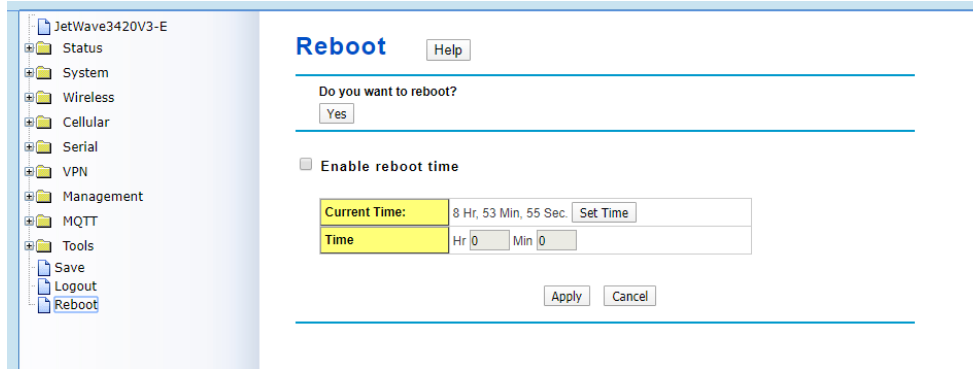 JetWave3420V3-E
Status
System
Wireless
Cellular
Serial
VPN
Management
MQTT
Tools
Save
Logout
Reboot
Reboot Help
Do you want to reboot?
Yes
Enable reboot time
Current Time: 8 Hr, 53 Min, 55 Sec. Set Time
Time Hr 0 Min 0
Apply Cancel